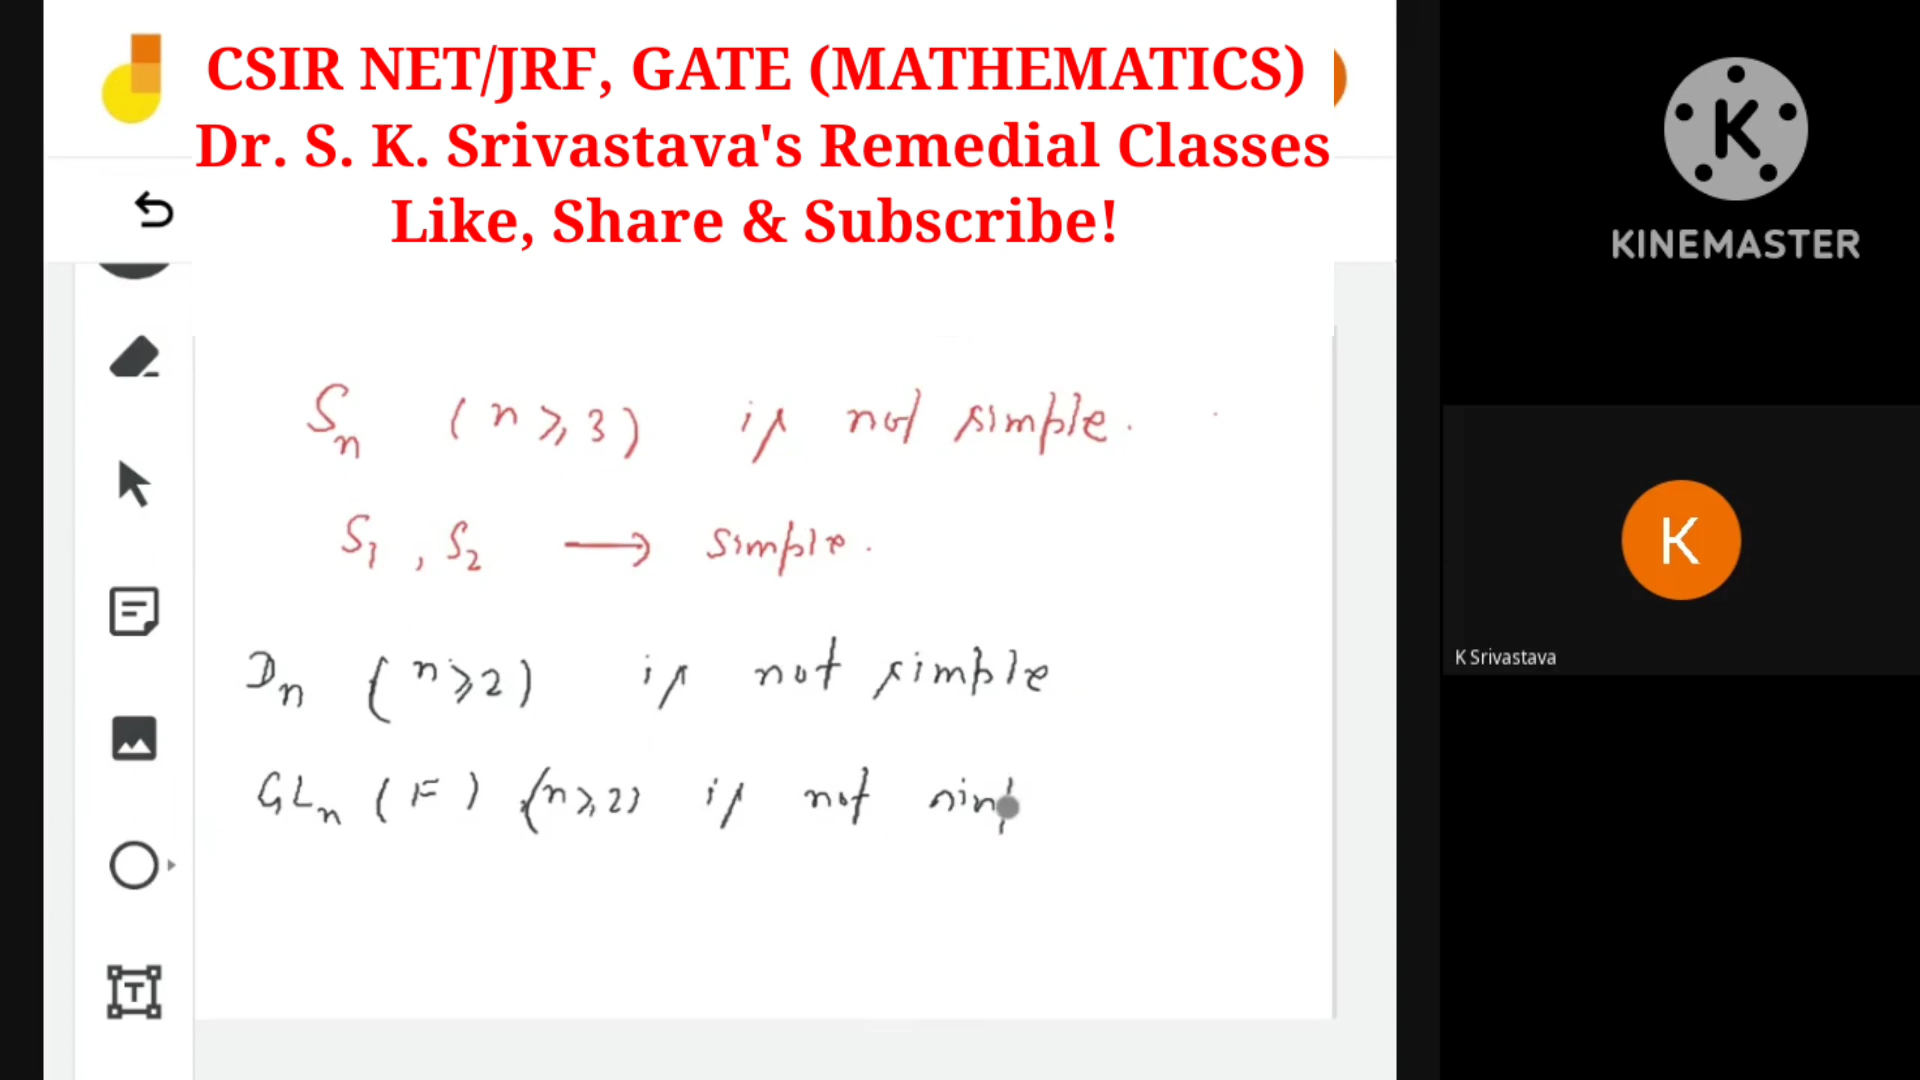 CSIR NET/JRF, GATE (MATHEMATICS)
Dr. S. K. Srivastava's Remedial Classes
Like, Share & Subscribe!
K
KINEMASTER
Sn (n ≥ 3) is not simple.
S1, S2 → simple.
K
K Srivastava
Dn (n ≥ 2) is not simple
GLn (F) (n ≥ 2) is not simp
T